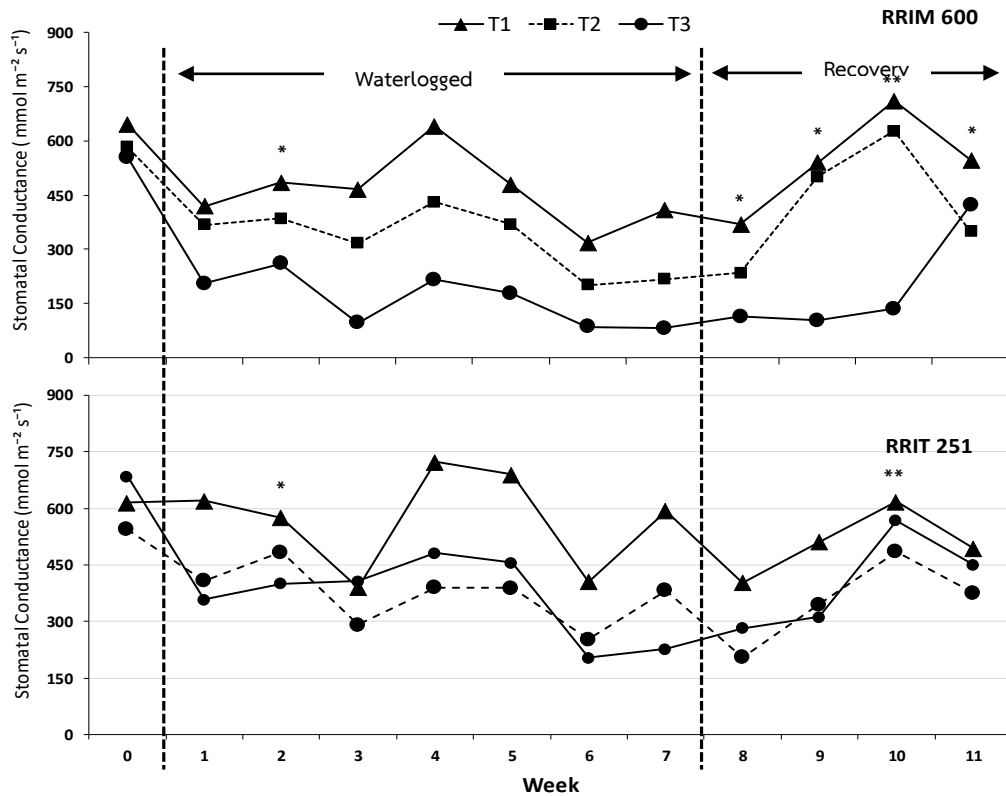 RRIM 600
T1 T2 T3
Waterlogged
Recovery
Stomatal Conductance ( mmol m⁻² s⁻¹)
900
750
600
450
300
150
0
*
*
*
**
*
RRIT 251
Stomatal Conductance (mmol m⁻² s⁻¹)
900
750
600
450
300
150
0
*
**
0 1 2 3 4 5 6 7 8 9 10 11
Week